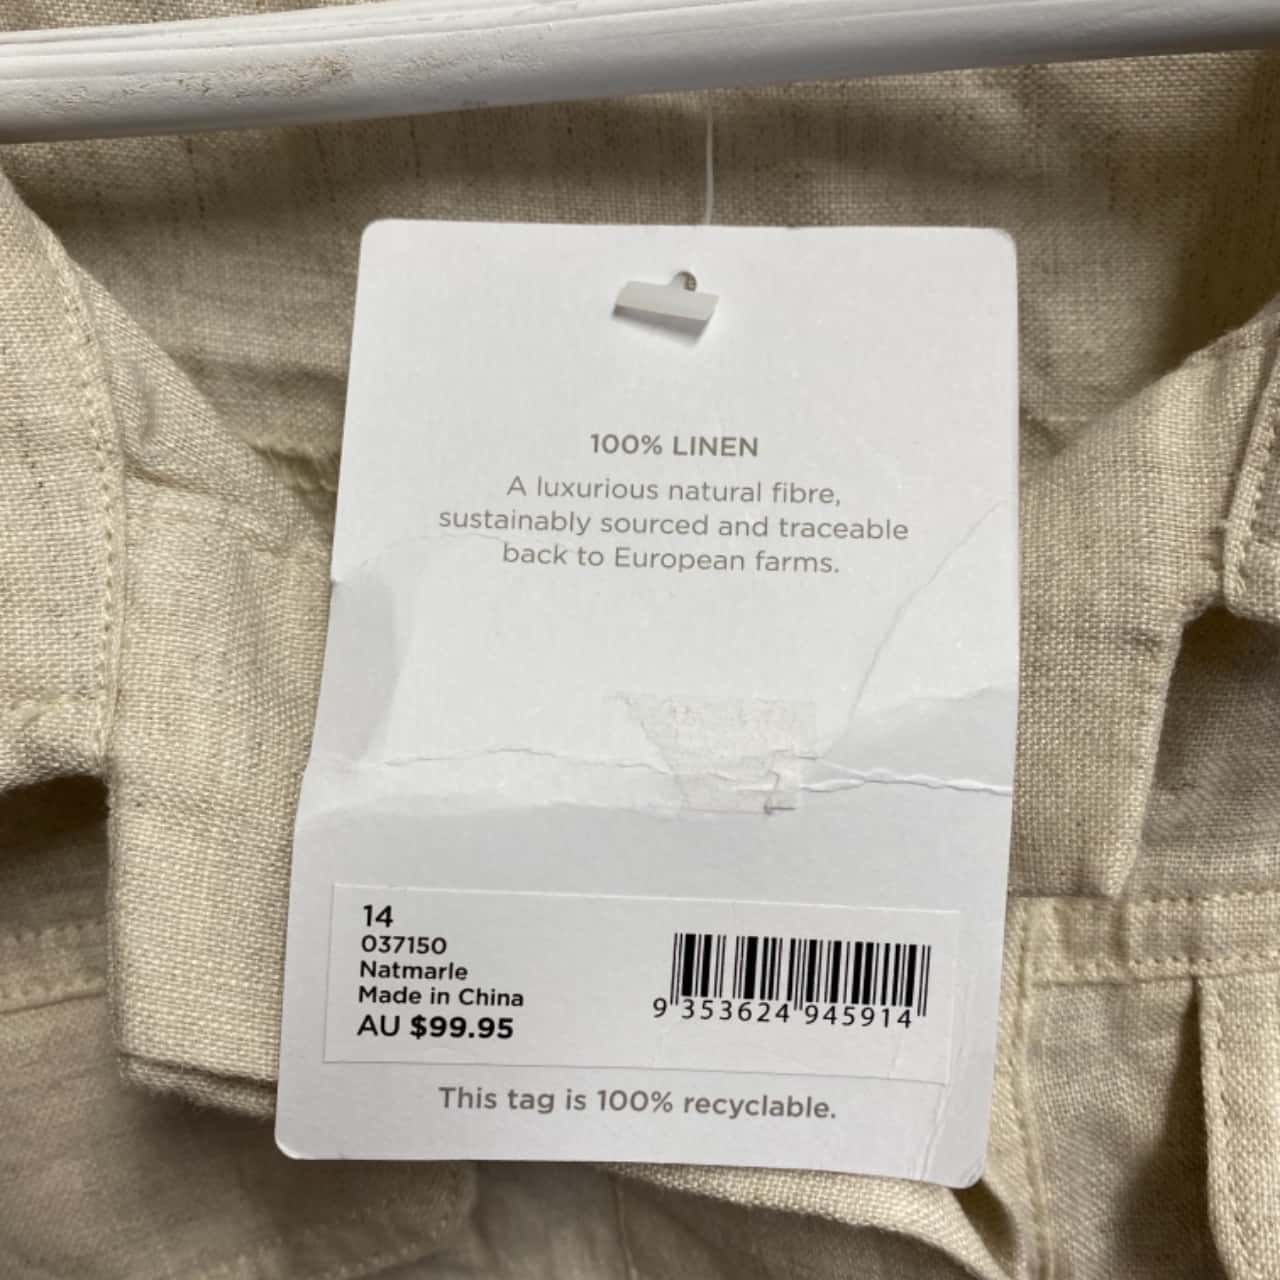 100% LINEN
A luxurious natural fibre,
sustainably sourced and traceable
back to European farms.
14
037150
Natmarle
Made in China
AU $99.95
9 353624 945914
This tag is 100% recyclable.